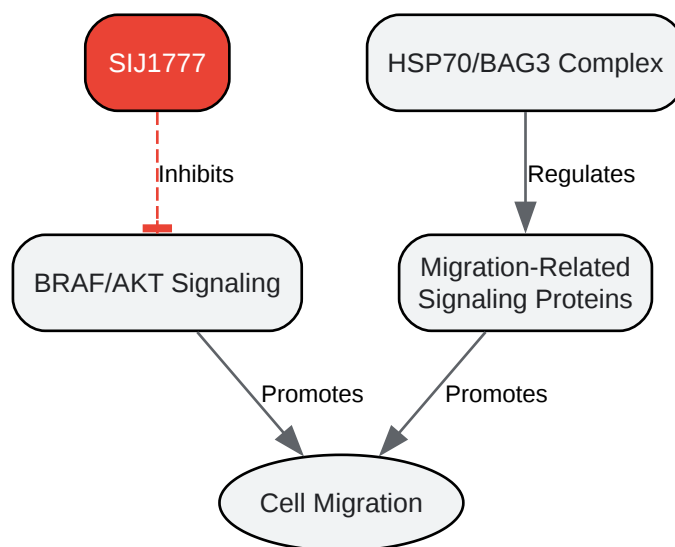 SIJ1777
HSP70/BAG3 Complex
Inhibits
Regulates
BRAF/AKT Signaling
Migration-Related
Signaling Proteins
Promotes
Promotes
Cell Migration